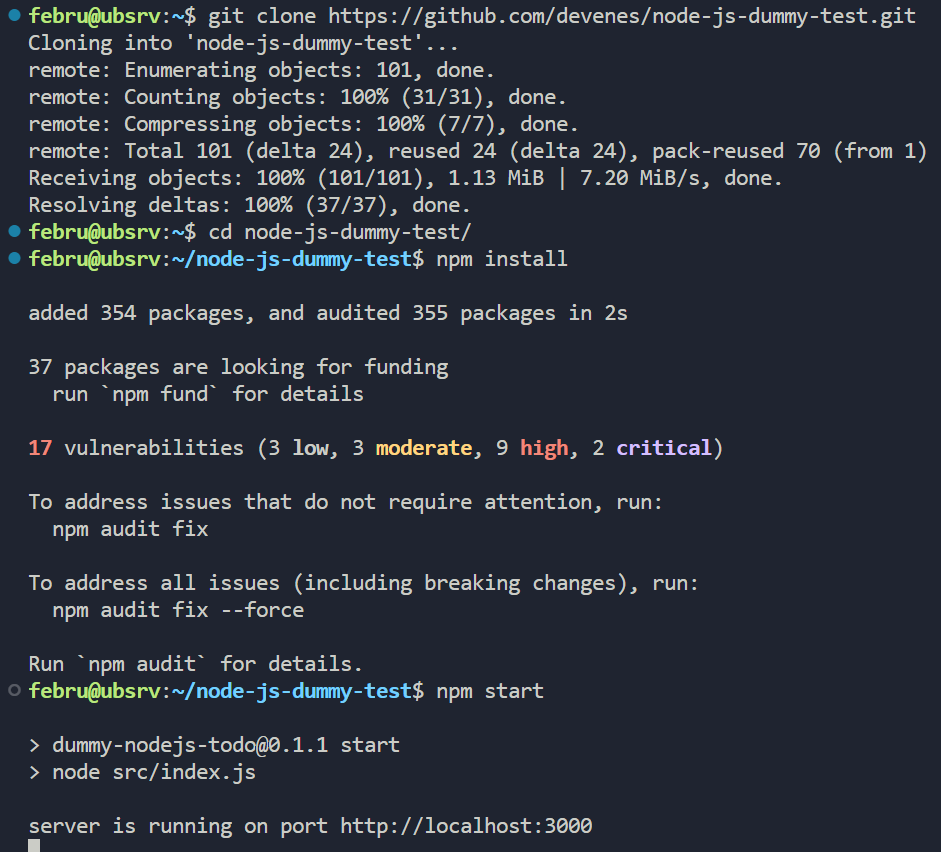 febru@ubsrv:~$ git clone https://github.com/devenes/node-js-dummy-test.git
Cloning into 'node-js-dummy-test'...
remote: Enumerating objects: 101, done.
remote: Counting objects: 100% (31/31), done.
remote: Compressing objects: 100% (7/7), done.
remote: Total 101 (delta 24), reused 24 (delta 24), pack-reused 70 (from 1)
Receiving objects: 100% (101/101), 1.13 MiB | 7.20 MiB/s, done.
Resolving deltas: 100% (37/37), done.
febru@ubsrv:~$ cd node-js-dummy-test/
febru@ubsrv:~/node-js-dummy-test$ npm install
added 354 packages, and audited 355 packages in 2s
37 packages are looking for funding
  run `npm fund` for details
17 vulnerabilities (3 low, 3 moderate, 9 high, 2 critical)
To address issues that do not require attention, run:
  npm audit fix
To address all issues (including breaking changes), run:
  npm audit fix --force
Run `npm audit` for details.
febru@ubsrv:~/node-js-dummy-test$ npm start
> dummy-nodejs-todo@0.1.1 start
> node src/index.js
server is running on port http://localhost:3000